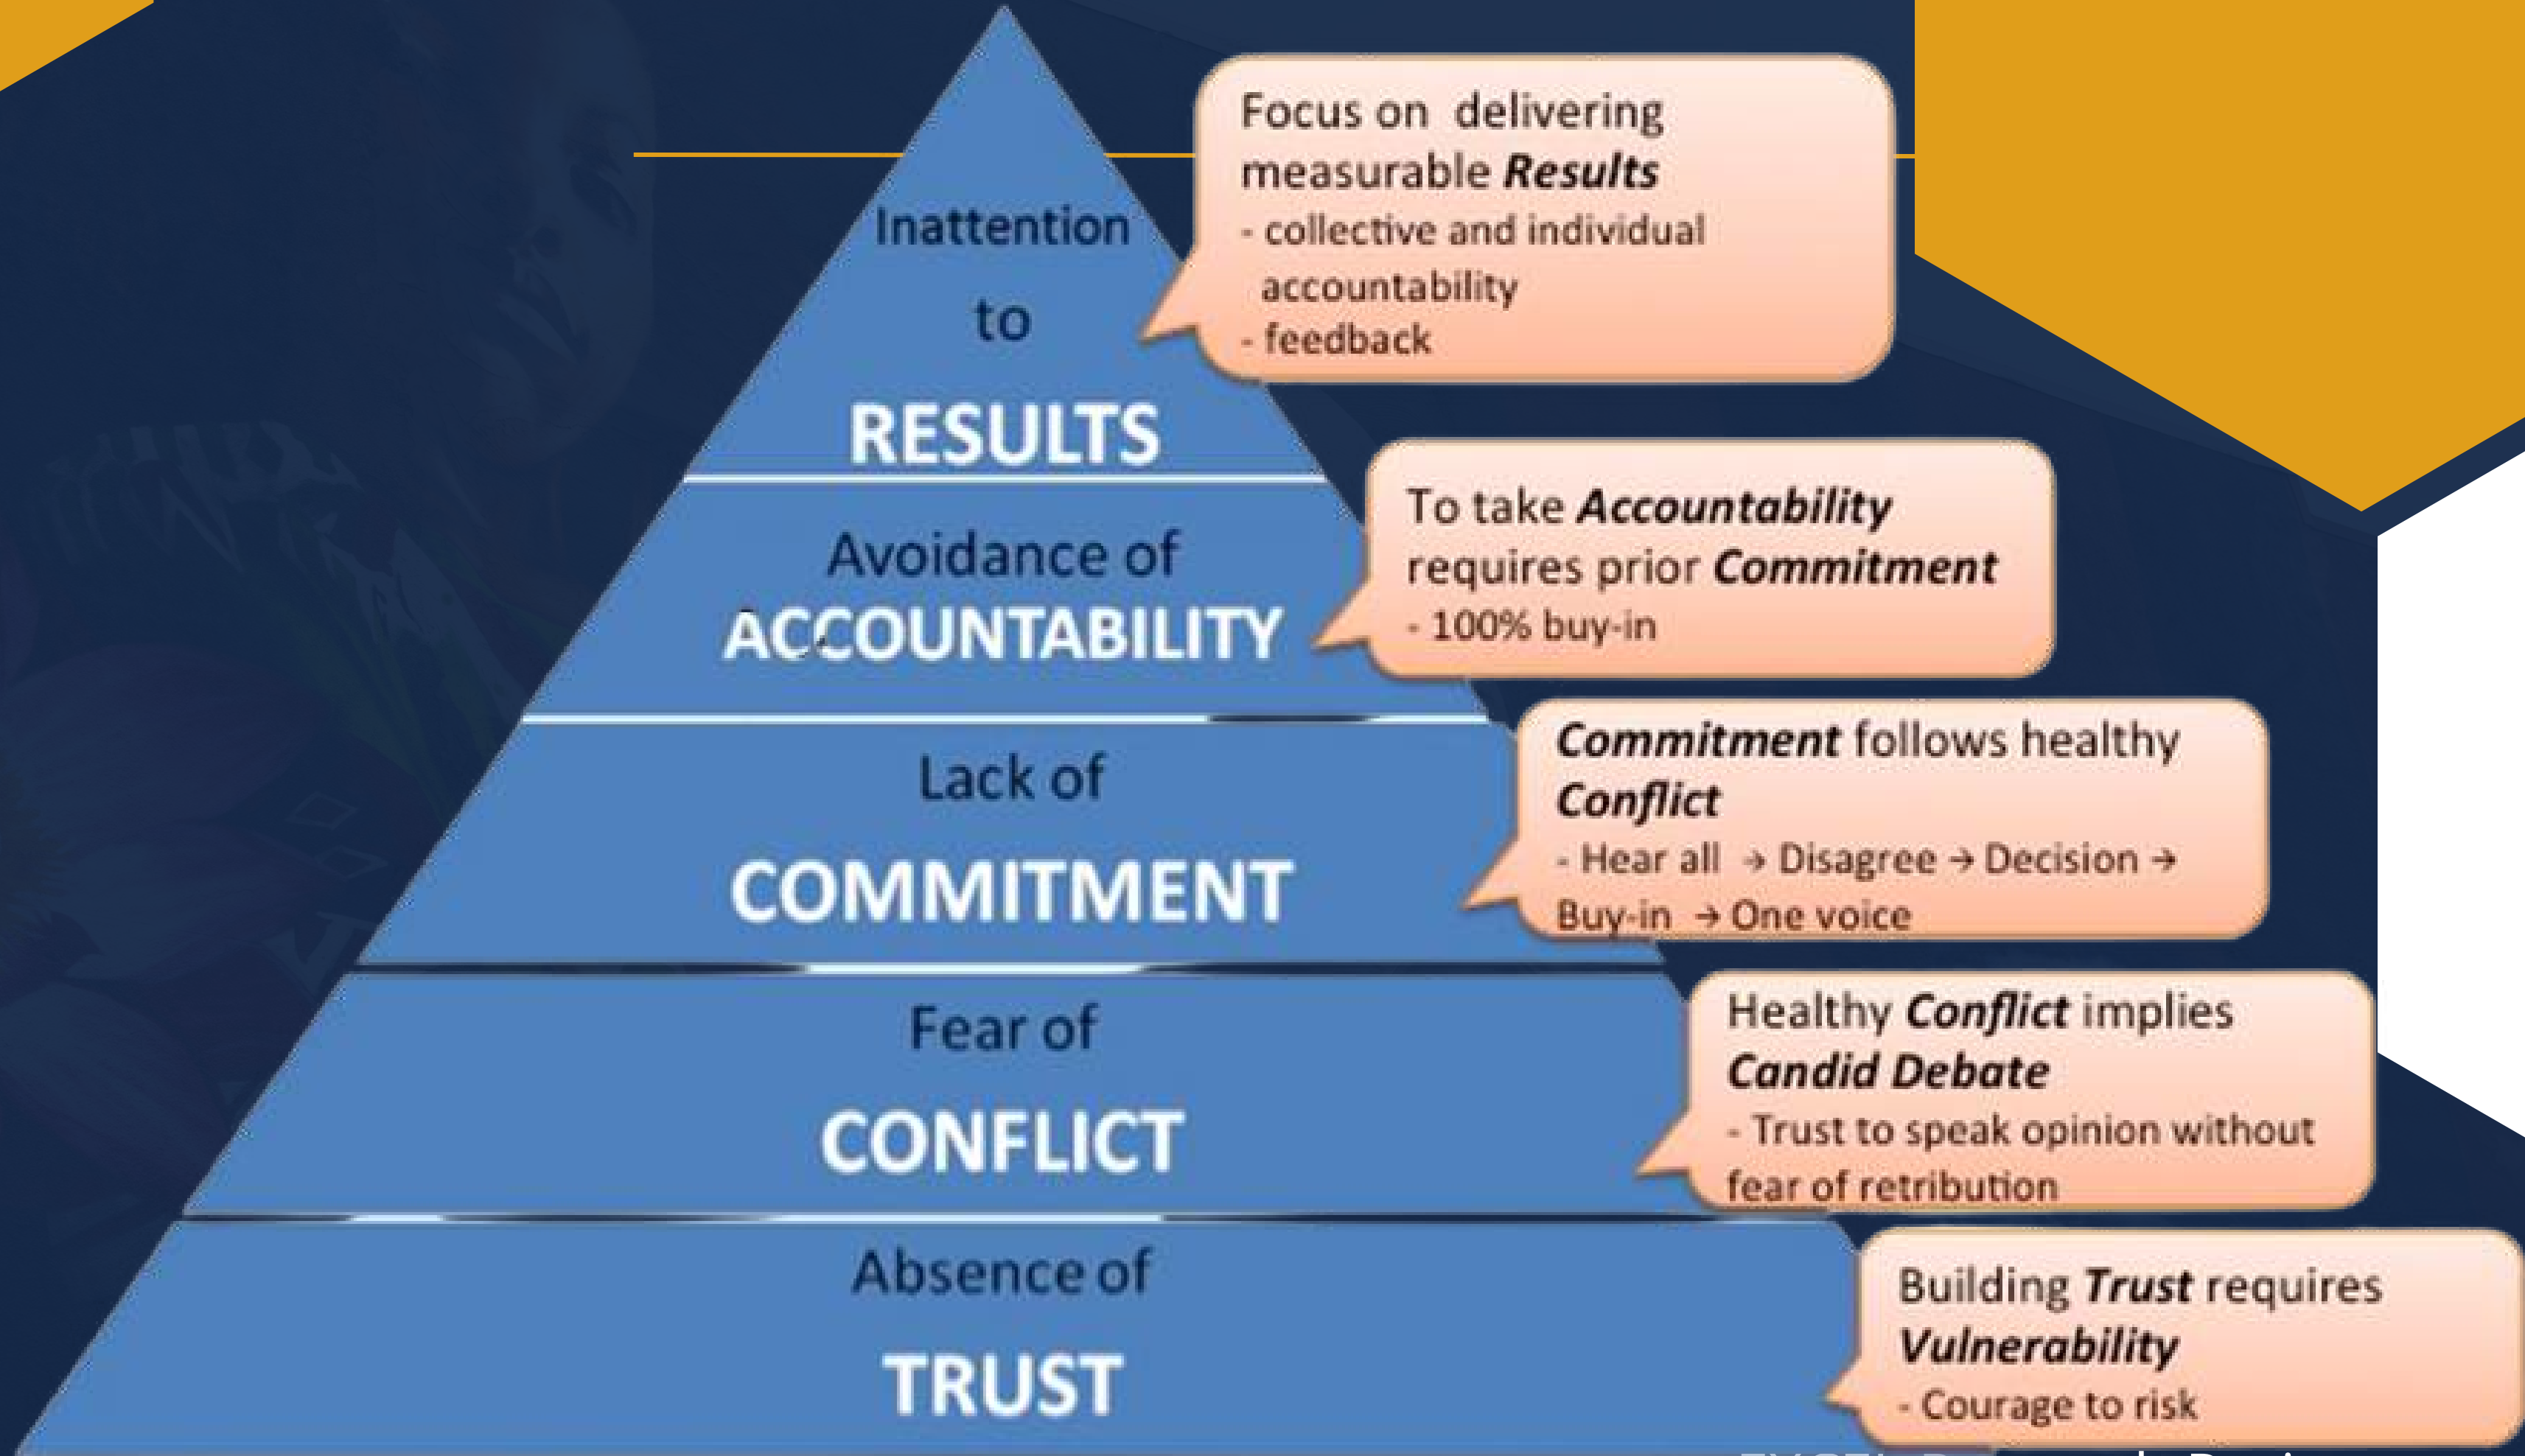 Inattention
to
RESULTS
Focus on delivering
measurable Results
- collective and individual
accountability
- feedback
Avoidance of
ACCOUNTABILITY
To take Accountability
requires prior Commitment
- 100% buy-in
Lack of
COMMITMENT
Commitment follows healthy
Conflict
- Hear all → Disagree → Decision →
Buy-in → One voice
Fear of
CONFLICT
Healthy Conflict implies
Candid Debate
- Trust to speak opinion without
fear of retribution
Absence of
TRUST
Building Trust requires
Vulnerability
- Courage to risk